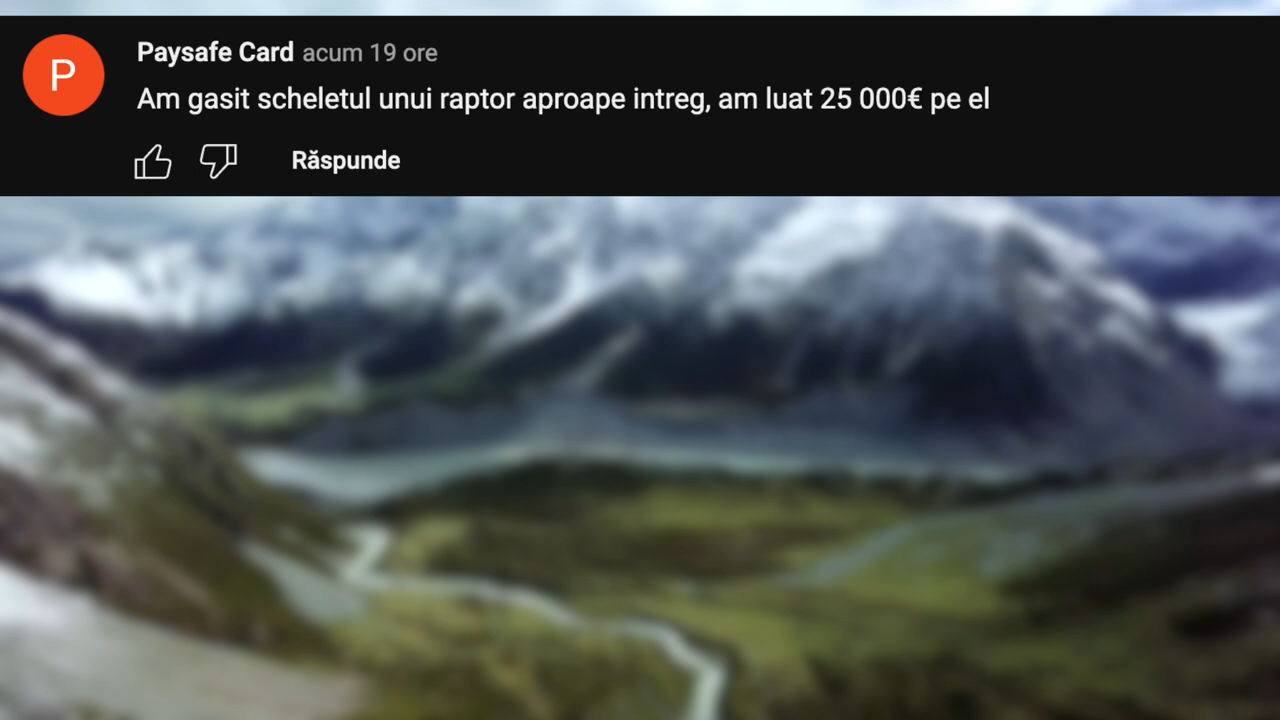 P
Paysafe Card acum 19 ore
Am gasit scheletul unui raptor aproape intreg, am luat 25 000€ pe el
Răspunde